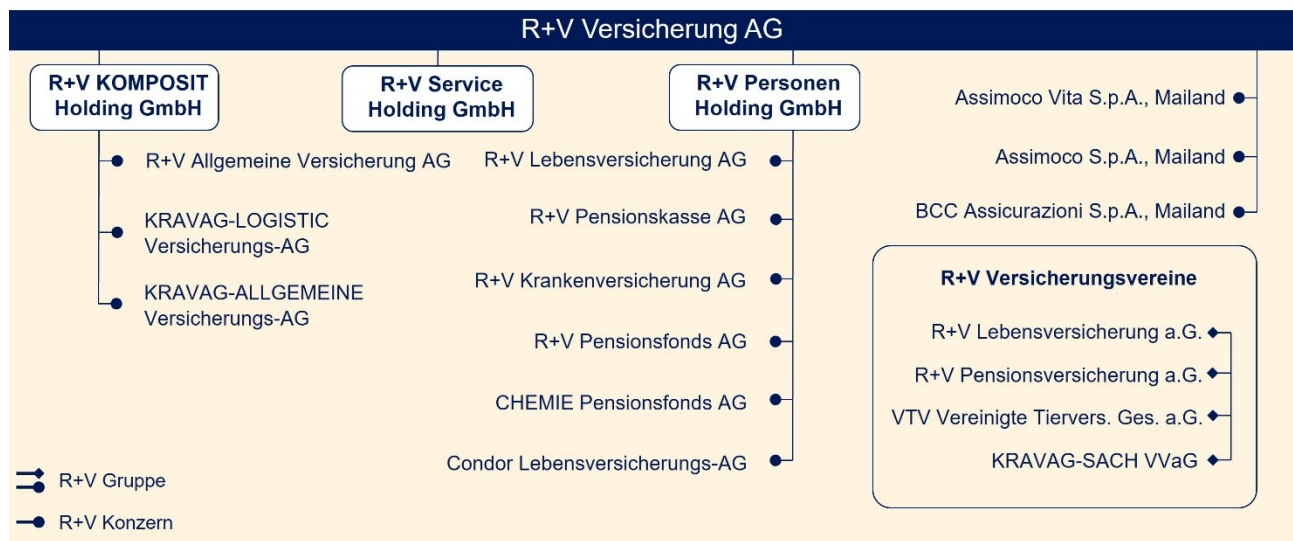 R+V Versicherung AG
R+V KOMPOSIT
Holding GmbH
R+V Allgemeine Versicherung AG
KRAVAG-LOGISTIC
Versicherungs-AG
KRAVAG-ALLGEMEINE
Versicherungs-AG
R+V Service
Holding GmbH
R+V Personen
Holding GmbH
R+V Lebensversicherung AG
R+V Pensionskasse AG
R+V Krankenversicherung AG
R+V Pensionsfonds AG
CHEMIE Pensionsfonds AG
Condor Lebensversicherungs-AG
Assimoco Vita S.p.A., Mailand
Assimoco S.p.A., Mailand
BCC Assicurazioni S.p.A., Mailand
R+V Versicherungsvereine
R+V Lebensversicherung a.G.
R+V Pensionsversicherung a.G.
VTV Vereinigte Tiervers. Ges. a.G.
KRAVAG-SACH VVaG
R+V Gruppe
R+V Konzern